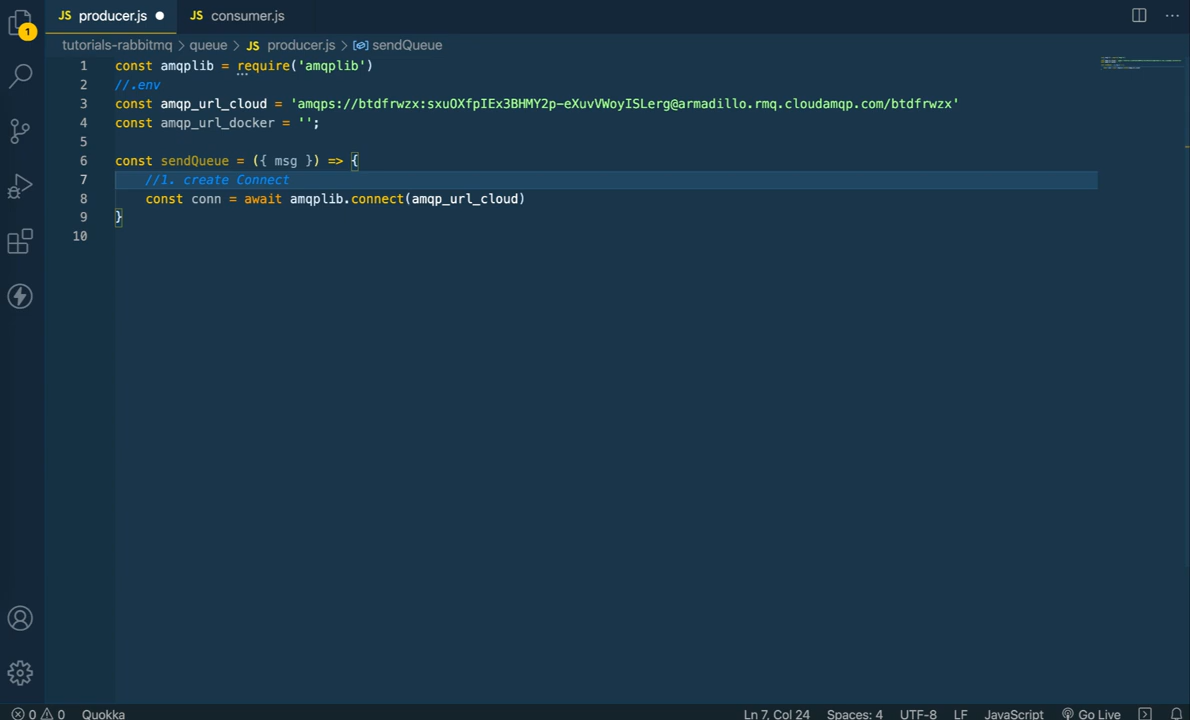 JS producer.js
JS consumer.js
1
tutorials-rabbitmq > queue > JS producer.js > sendQueue
1 const amqplib = require('amqplib')
2 //.env
3 const amqp_url_cloud = 'amqps://btdfrwzx:sxuOXfpIEx3BHMY2p-eXuvVWoyISLerg@armadillo.rmq.cloudamqp.com/btdfrwzx'
4 const amqp_url_docker = '';
5
6 const sendQueue = ({ msg }) => {
7 //1. create Connect
8 const conn = await amqplib.connect(amqp_url_cloud)
9 }
10
0 0 Quokka Ln 7, Col 24 Spaces: 4 UTF-8 LF JavaScript Go Live